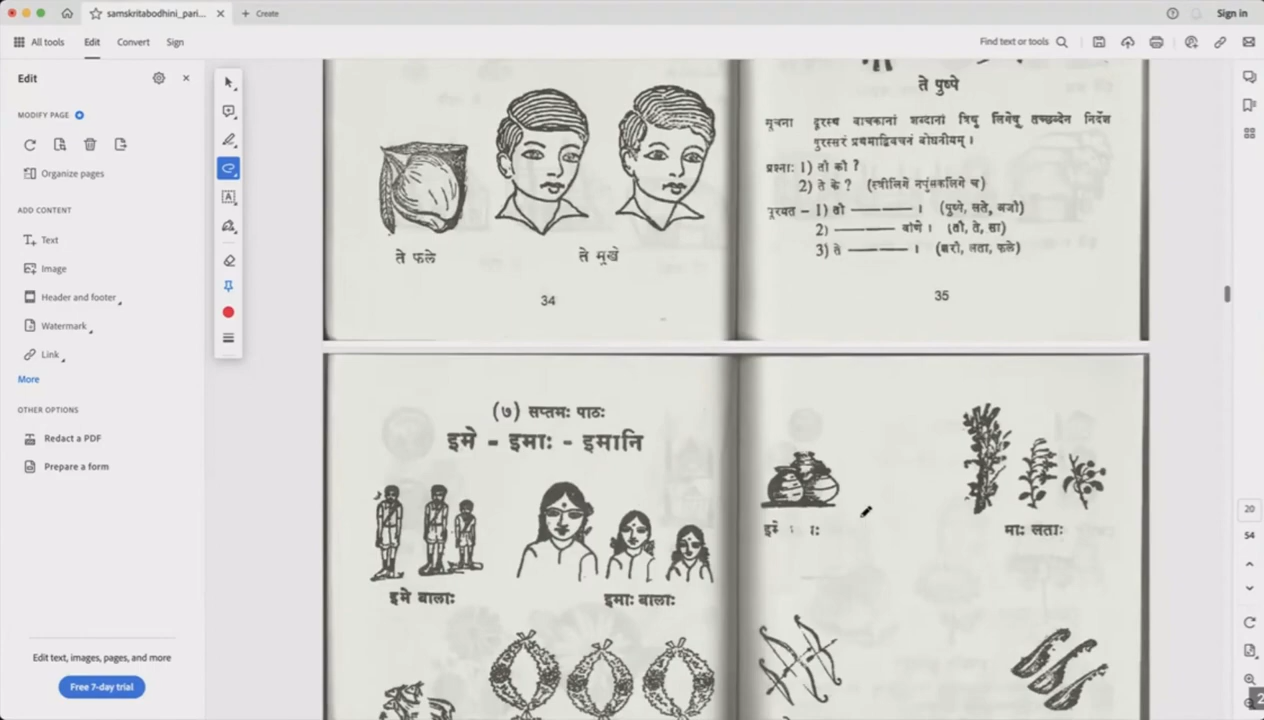 samskritabodhini_pari...
Create
Sign in
All tools
Edit
Convert
Sign
Find text or tools
Edit
MODIFY PAGE
Organize pages
ADD CONTENT
Text
Image
Header and footer
Watermark
Link
More
OTHER OPTIONS
Redact a PDF
Prepare a form
Edit text, images, pages, and more
Free 7-day trial
ते फले
ते मुखे
34
ते पुष्पे
सूचना दूरस्थ वाचकानां शब्दानां त्रिषु लिंगेषु तच्छब्देन निर्देश
पुरस्सरं प्रथमाद्विवचनं बोधनीयम् ।
प्रश्ना: 1) तौ कौ ?
2) ते के ? (स्त्रीलिंगे नपुंसकलिंगे च)
पूरयत - 1) तौ ———— । (पुष्पे, लते, गजौ)
2) ———— वीणे । (तौ, ते, सा)
3) ते ———— । (करौ, लता, फले)
35
(७) सप्तमः पाठः
इमे - इमाः - इमानि
इमे बालाः
इमाः बालाः
इमे
माः लताः
20
54